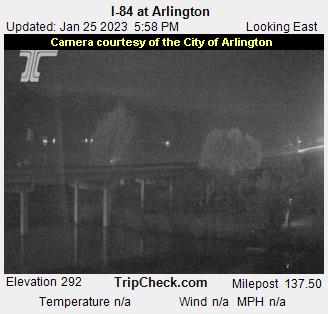 I-84 at Arlington
Updated: Jan 25 2023 5:58 PM Looking East
Camera courtesy of the City of Arlington
Elevation 292 TripCheck.com Milepost 137.50
Temperature n/a Wind n/a MPH n/a